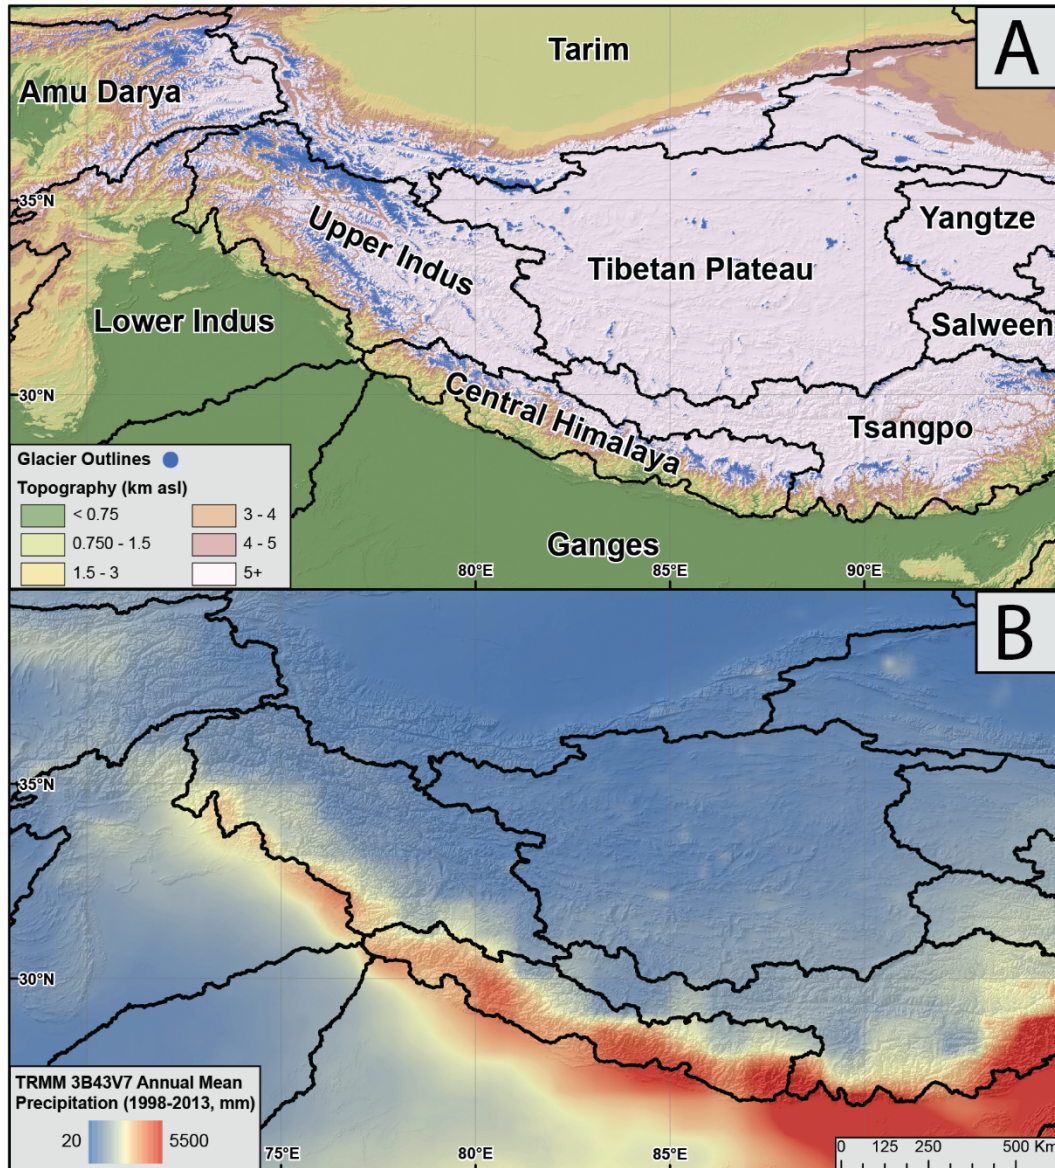 A
Tarim
Amu Darya
35°N
Upper Indus
Yangtze
Tibetan Plateau
Lower Indus
Salween
30°N
Central Himalaya
Tsangpo
Glacier Outlines
Topography (km asl)
< 0.75
3 - 4
0.750 - 1.5
4 - 5
1.5 - 3
5+
Ganges
80°E
85°E
90°E
B
35°N
30°N
TRMM 3B43V7 Annual Mean
Precipitation (1998-2013, mm)
20
5500
75°E
80°E
85°E
0
125
250
500 Km